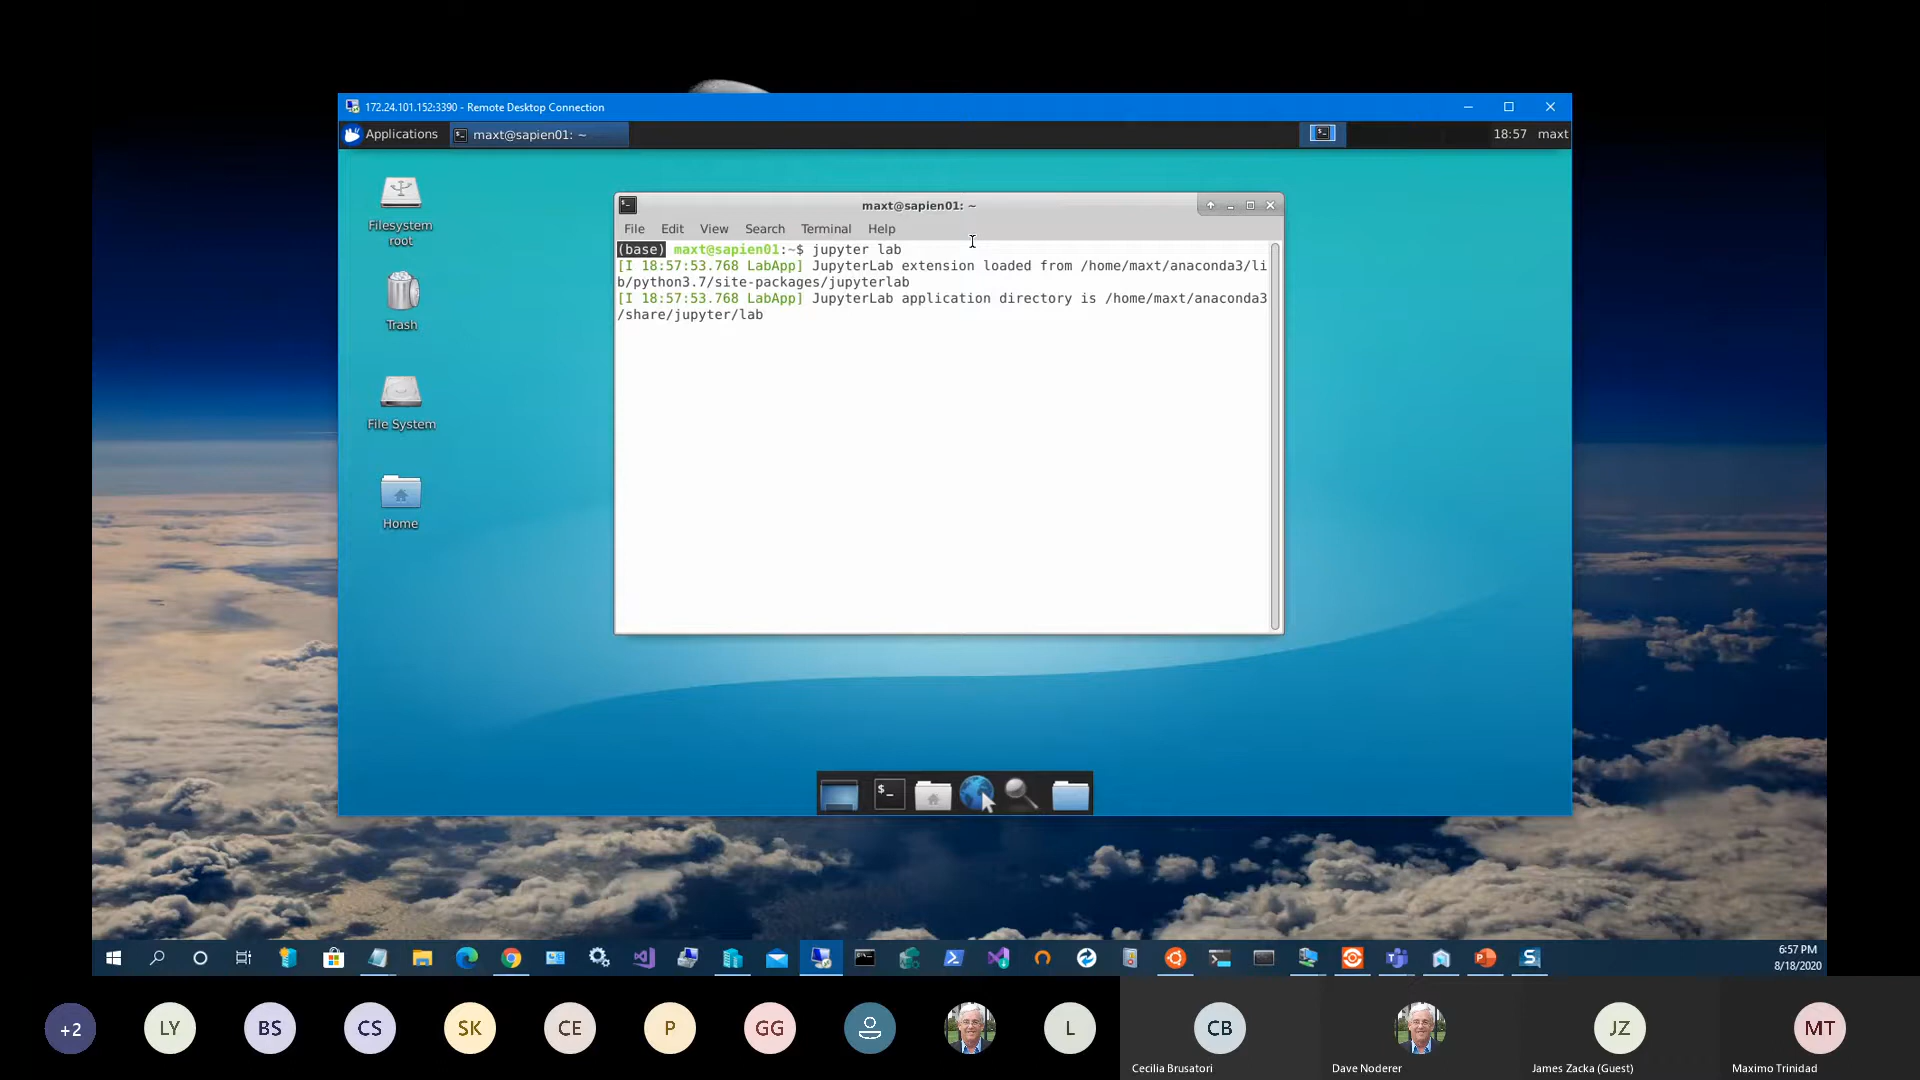 172.24.101.152:3390 - Remote Desktop Connection
Applications
maxt@sapien01: ~
18:57
maxt
Filesystem
root
Trash
File System
Home
maxt@sapien01: ~
File Edit View Search Terminal Help
(base) maxt@sapien01:~$ jupyter lab
[I 18:57:53.768 LabApp] JupyterLab extension loaded from /home/maxt/anaconda3/li
b/python3.7/site-packages/jupyterlab
[I 18:57:53.768 LabApp] JupyterLab application directory is /home/maxt/anaconda3
/share/jupyter/lab
$_
6:57 PM
8/18/2020
+2
LY
BS
CS
SK
CE
P
GG
L
CB
JZ
MT
Cecilia Brusatori
Dave Noderer
James Zacka (Guest)
Maximo Trinidad